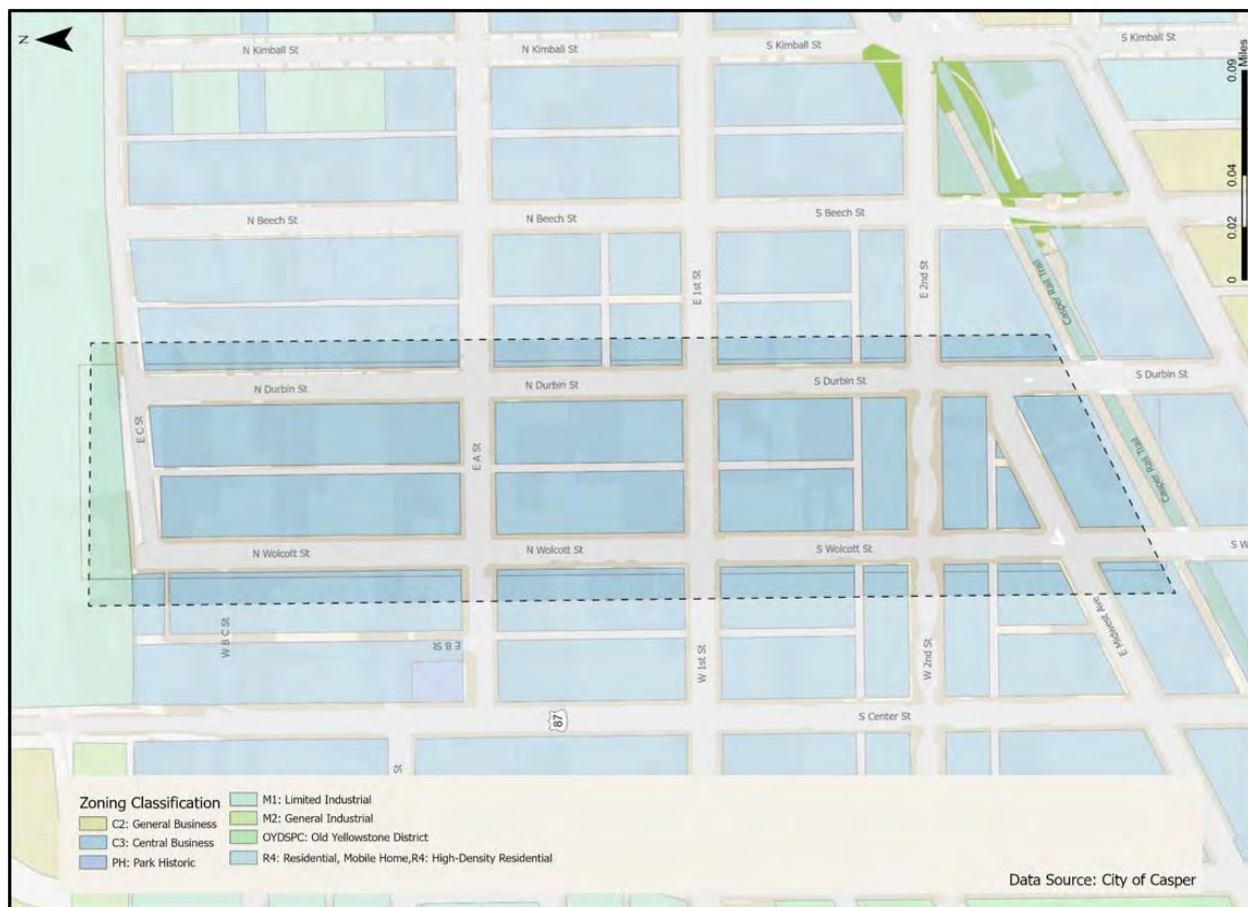 N
N Kimball St
N Kimball St
S Kimball St
S Kimball St
0.09
Miles
0.04
0.02
0
N Beech St
N Beech St
S Beech St
E 1st St
E 2nd St
Casper Rail Trail
N Durbin St
N Durbin St
S Durbin St
S Durbin St
E C St
E A St
Casper Rail Trail
N Wolcott St
N Wolcott St
S Wolcott St
S W
W B C St
E B St
W 1st St
W 2nd St
E Midwest Ave
87
S Center St
St
Zoning Classification
C2: General Business
C3: Central Business
PH: Park Historic
M1: Limited Industrial
M2: General Industrial
OYDSPC: Old Yellowstone District
R4: Residential, Mobile Home,R4: High-Density Residential
Data Source: City of Casper